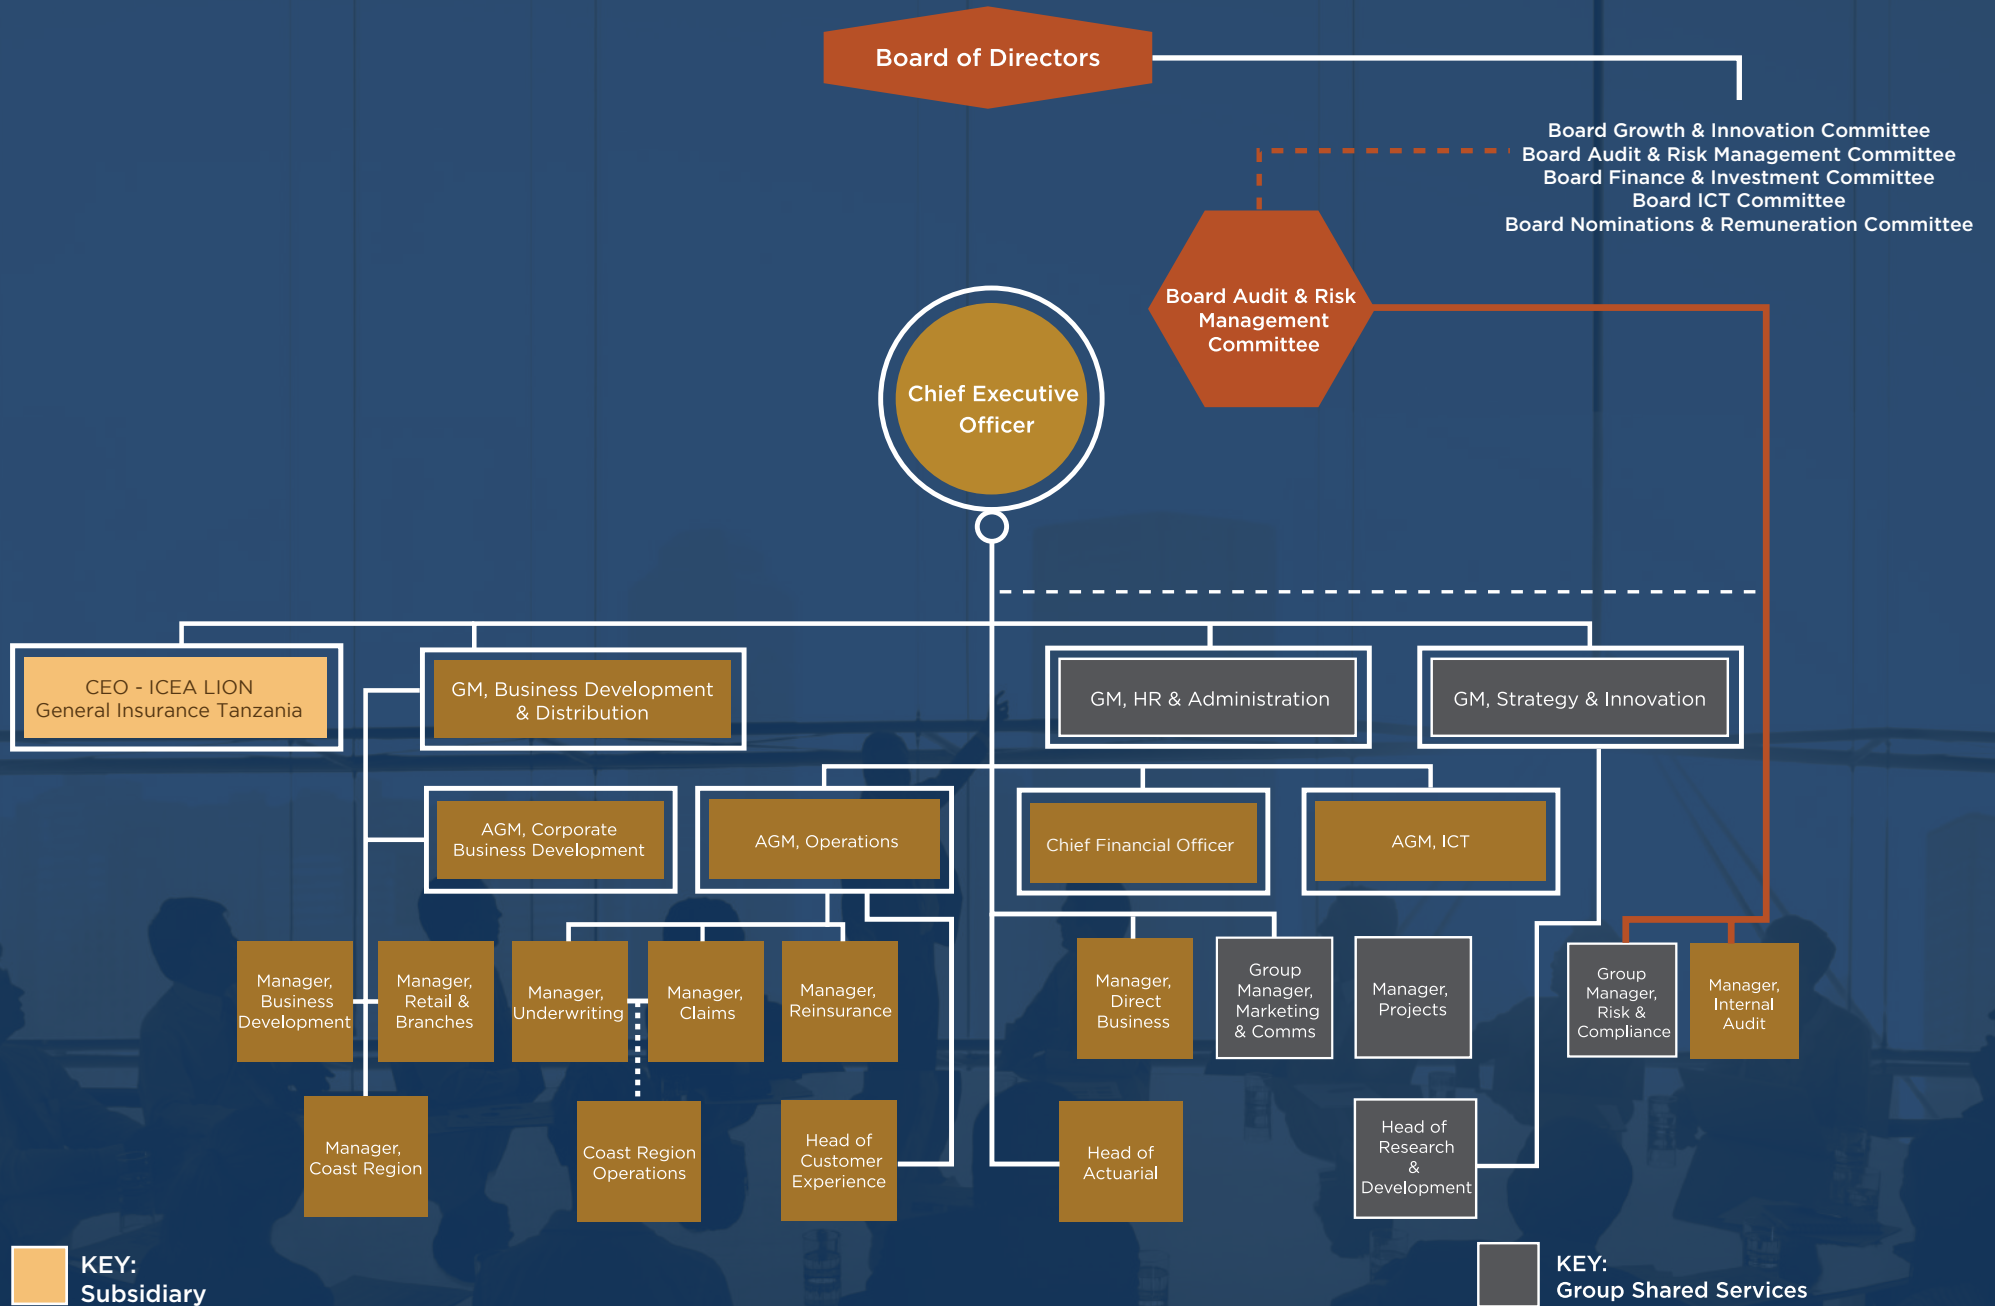 Board of Directors
Board Growth & Innovation Committee
Board Audit & Risk Management Committee
Board Finance & Investment Committee
Board ICT Committee
Board Nominations & Remuneration Committee
Board Audit & Risk
Management
Committee
Chief Executive
Officer
CEO - ICEA LION
General Insurance Tanzania
GM, Business Development
& Distribution
GM, HR & Administration
GM, Strategy & Innovation
AGM, Corporate
Business Development
AGM, Operations
Chief Financial Officer
AGM, ICT
Manager,
Business
Development
Manager,
Retail &
Branches
Manager,
Underwriting
Manager,
Claims
Manager,
Reinsurance
Manager,
Direct
Business
Group
Manager,
Marketing
& Comms
Manager,
Projects
Group
Manager,
Risk &
Compliance
Manager,
Internal
Audit
Manager,
Coast Region
Coast Region
Operations
Head of
Customer
Experience
Head of
Actuarial
Head of
Research
&
Development
KEY:
Subsidiary
KEY:
Group Shared Services